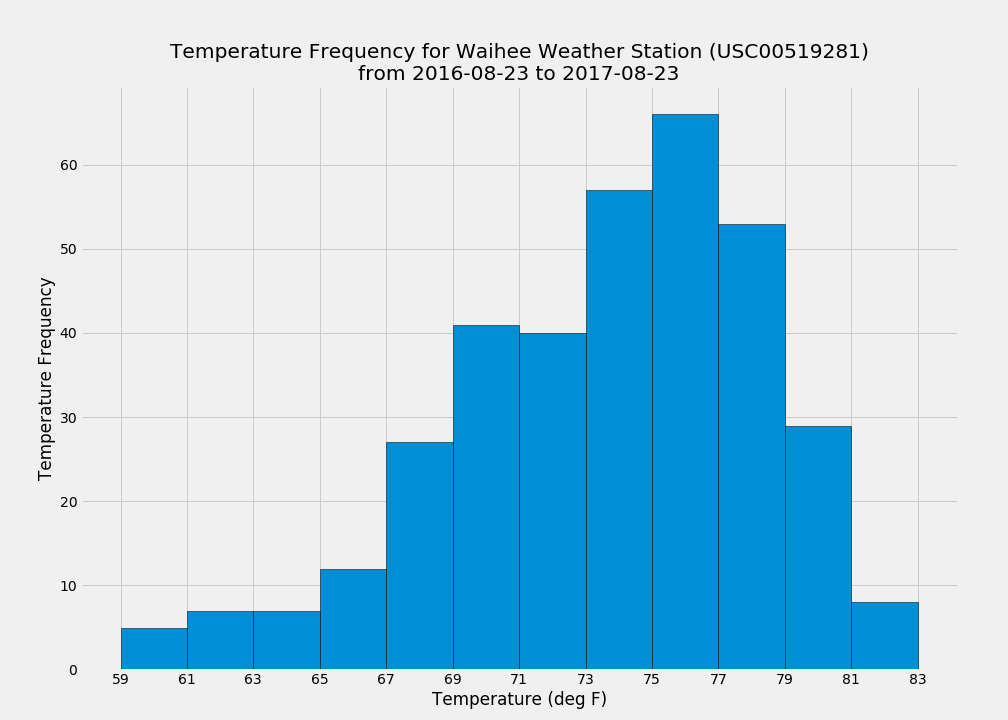 Temperature Frequency for Waihee Weather Station (USC00519281)
from 2016-08-23 to 2017-08-23
60
50
40
30
20
10
0
Temperature Frequency
59 61 63 65 67 69 71 73 75 77 79 81 83
Temperature (deg F)